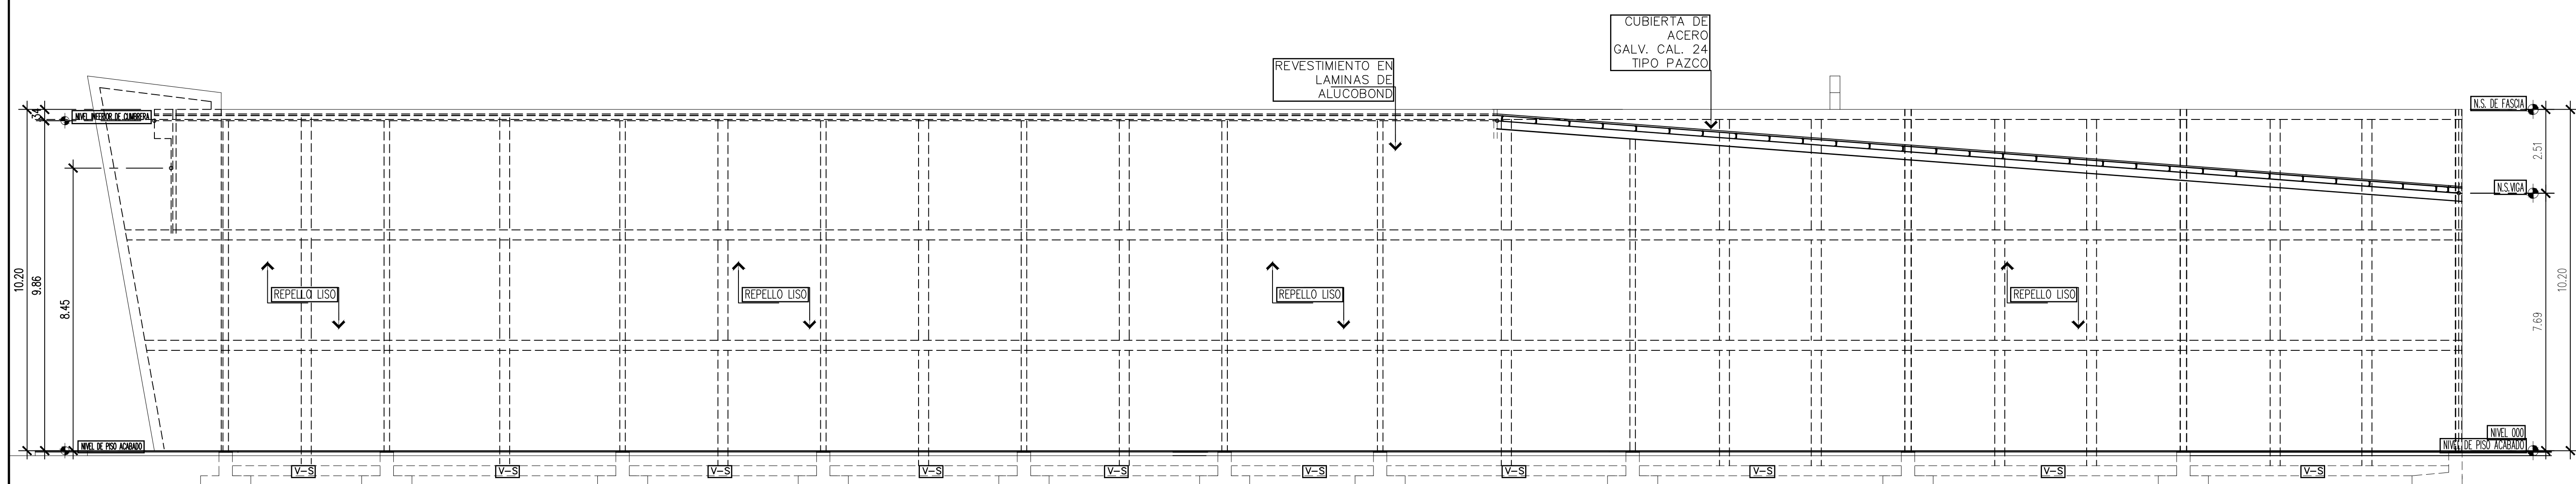 CUBIERTA DE
ACERO
GALV. CAL. 24
TIPO PAZCO
REVESTIMIENTO EN
LAMINAS DE
ALUCOBOND
N.S. DE FASCIA
NIVEL INFERIOR DE CUMBRERA
.34
2.51
N.S.VIGA
10.20
9.86
8.45
10.20
7.69
REPELLO LISO
REPELLO LISO
REPELLO LISO
REPELLO LISO
NIVEL 000
NIVEL DE PISO ACABADO
NIVEL DE PISO ACABADO
V-S
V-S
V-S
V-S
V-S
V-S
V-S
V-S
V-S
V-S